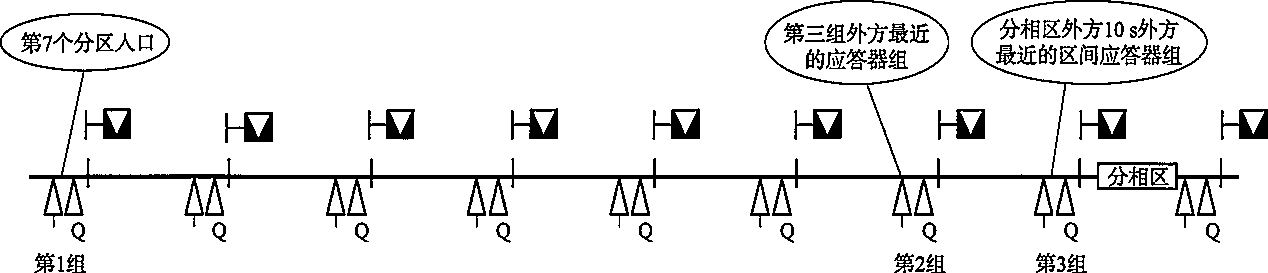 第7个分区人口
第三组外方最近
的应答器组
分相区外方10 s外方
最近的区间应答器组
分相区
Q Q Q Q Q Q Q Q Q
第1组 第2组 第3组